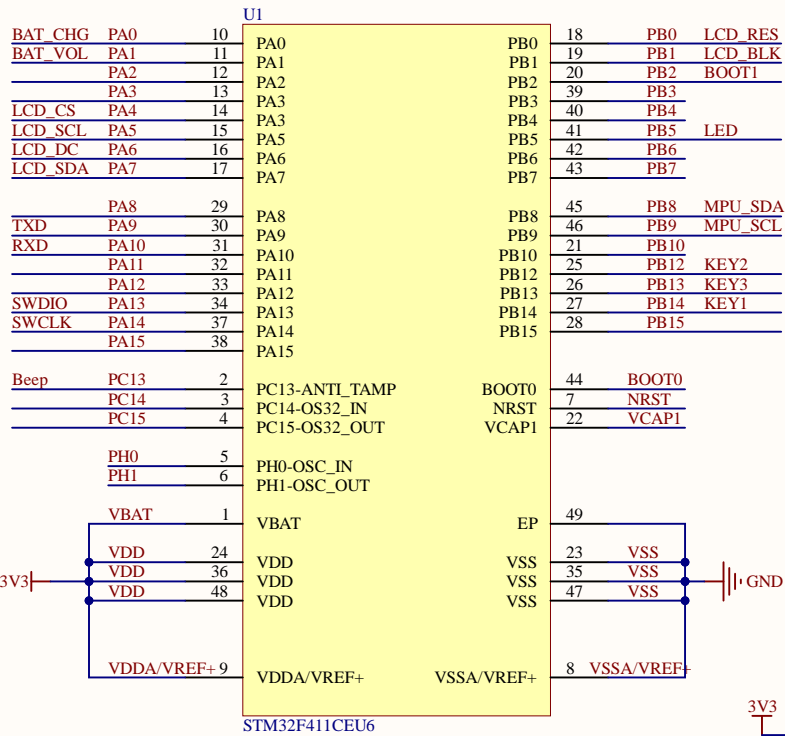 U1
BAT_CHG PA0 10 PA0 PB0 18 PB0 LCD_RES
BAT_VOL PA1 11 PA1 PB1 19 PB1 LCD_BLK
PA2 12 PA2 PB2 20 PB2 BOOT1
PA3 13 PA3 PB3 39 PB3
LCD_CS PA4 14 PA3 PB4 40 PB4
LCD_SCL PA5 15 PA5 PB5 41 PB5 LED
LCD_DC PA6 16 PA6 PB6 42 PB6
LCD_SDA PA7 17 PA7 PB7 43 PB7
PA8 29 PA8 PB8 45 PB8 MPU_SDA
TXD PA9 30 PA9 PB9 46 PB9 MPU_SCL
RXD PA10 31 PA10 PB10 21 PB10
PA11 32 PA11 PB12 25 PB12 KEY2
PA12 33 PA12 PB13 26 PB13 KEY3
SWDIO PA13 34 PA13 PB14 27 PB14 KEY1
SWCLK PA14 37 PA14 PB15 28 PB15
PA15 38 PA15
Beep PC13 2 PC13-ANTI_TAMP BOOT0 44 BOOT0
PC14 3 PC14-OS32_IN NRST 7 NRST
PC15 4 PC15-OS32_OUT VCAP1 22 VCAP1
PH0 5 PH0-OSC_IN
PH1 6 PH1-OSC_OUT
VBAT 1 VBAT EP 49
VDD 24 VDD VSS 23 VSS
3V3 VDD 36 VDD VSS 35 VSS GND
VDD 48 VDD VSS 47 VSS
VDDA/VREF+ 9 VDDA/VREF+ VSSA/VREF+ 8 VSSA/VREF+
3V3
STM32F411CEU6